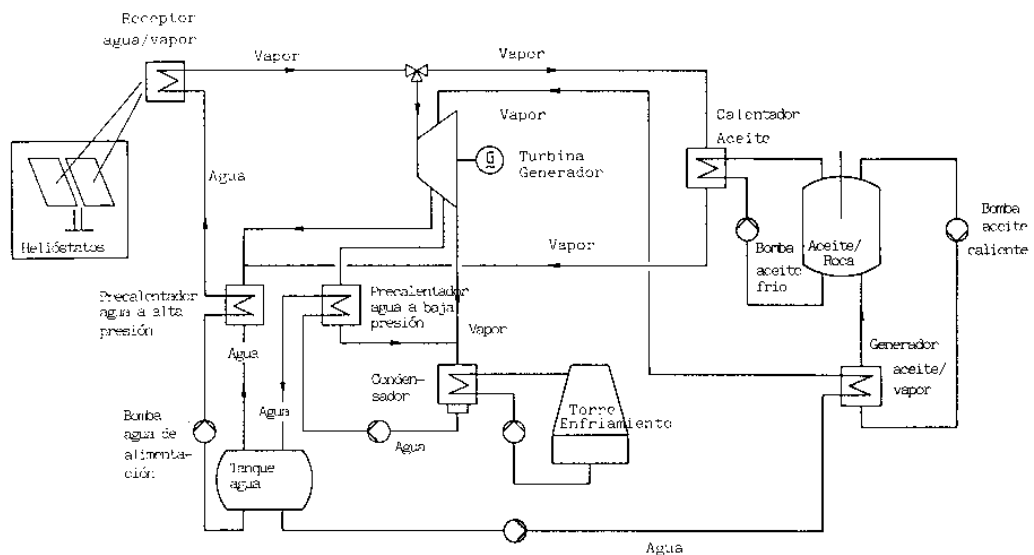 Receptor
agua/vapor
Vapor
Vapor
Vapor
Calentador
Aceite
G
Turbina
Generador
Agua
Helióstatos
Bomba
aceite
caliente
Aceite/
Roca
Bomba
aceite
frio
Vapor
Precalentador
agua a alta
presión
Precalentador
agua a baja
presión
Vapor
Agua
Generador
aceite/
vapor
Conden-
sador
Torre
Enfriamiento
Agua
Bomba
agua de
alimenta-
ción
Agua
Tanque
agua
Agua